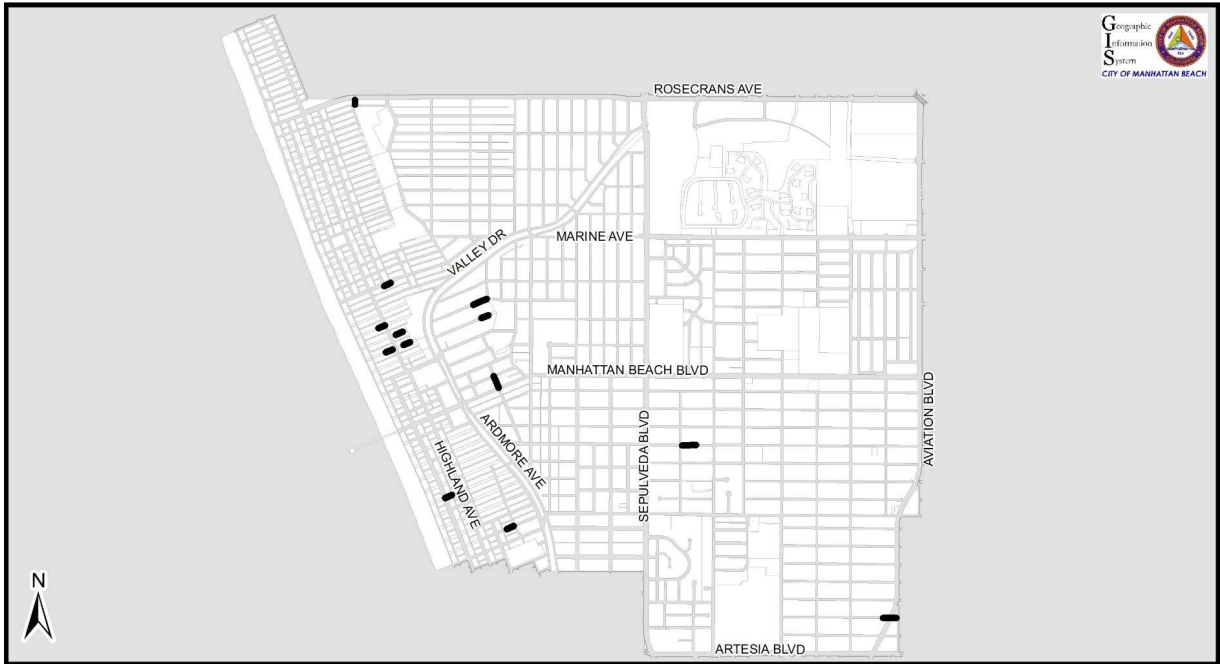 Geographic
Information
System
CITY OF MANHATTAN BEACH
ROSECRANS AVE
MARINE AVE
VALLEY DR
MANHATTAN BEACH BLVD
ARDMORE AVE
HIGHLAND AVE
SEPULVEDA BLVD
AVIATION BLVD
N
ARTESIA BLVD